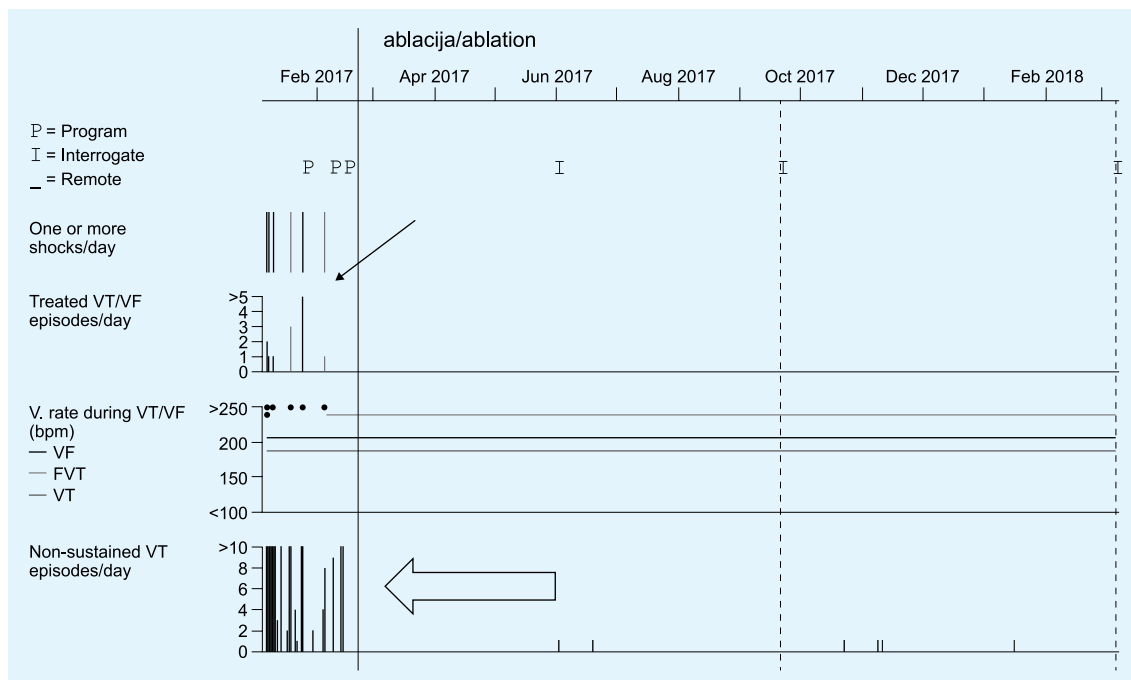 ablacija/ablation
Feb 2017 Apr 2017 Jun 2017 Aug 2017 Oct 2017 Dec 2017 Feb 2018
P = Program
I = Interrogate
_ = Remote
P P P I I I
One or more
shocks/day
Treated VT/VF
episodes/day
>5
4
3
2
1
0
V. rate during VT/VF
(bpm)
— VF
— FVT
— VT
>250
200
150
<100
Non-sustained VT
episodes/day
>10
8
6
4
2
0